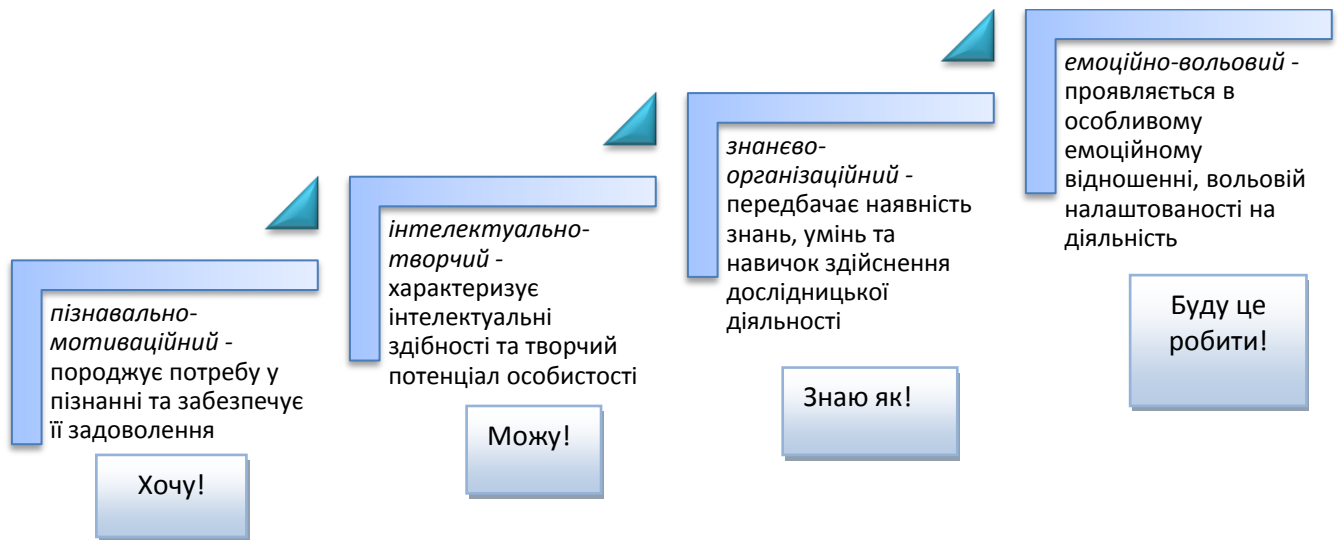 пізнавально-
мотиваційний -
породжує потребу у
пізнанні та забезпечує
її задоволення
Хочу!
інтелектуально-
творчий -
характеризує
інтелектуальні
здібності та творчий
потенціал особистості
Можу!
знанєво-
організаційний -
передбачає наявність
знань, умінь та
навичок здійснення
дослідницької
діяльності
Знаю як!
емоційно-вольовий -
проявляється в
особливому
емоційному
відношенні, вольовій
налаштованості на
діяльність
Буду це
робити!